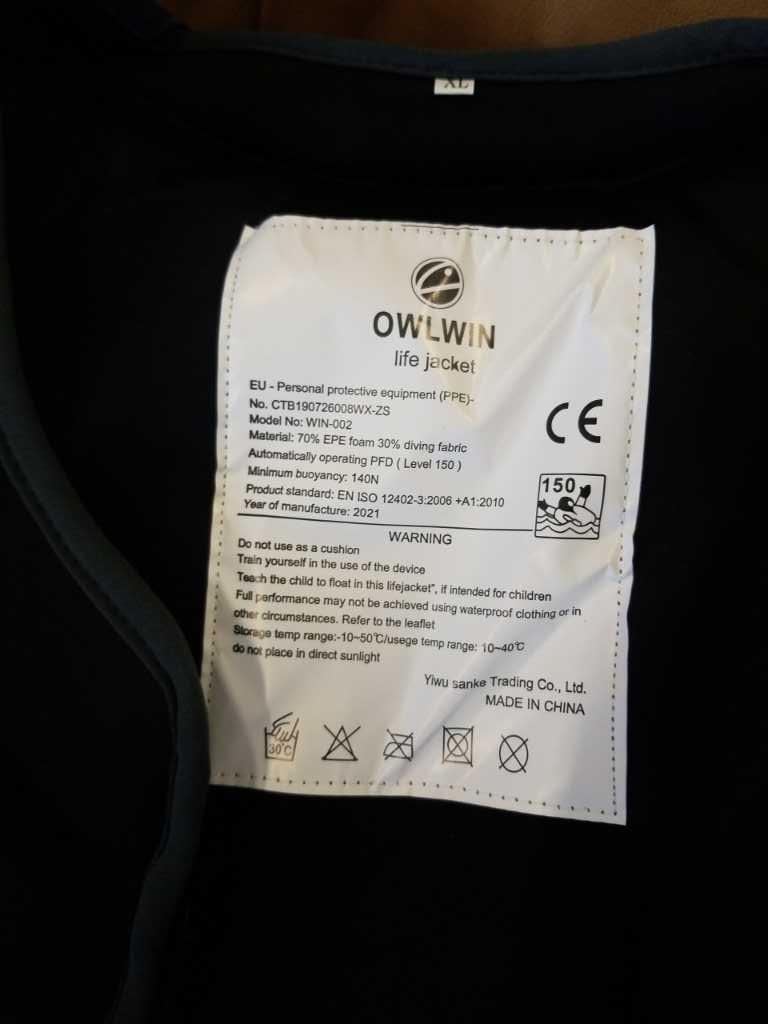 XL
OWLWIN
life jacket
EU - Personal protective equipment (PPE)-
No. CTB190726008WX-ZS
Model No: WIN-002
Material: 70% EPE foam 30% diving fabric
Automatically operating PFD ( Level 150 )
Minimum buoyancy: 140N
Product standard: EN ISO 12402-3:2006 +A1:2010
Year of manufacture: 2021
CE
150
WARNING
Do not use as a cushion
Train yourself in the use of the device
Teach the child to float in this lifejacket", if intended for children
Full performance may not be achieved using waterproof clothing or in
other circumstances. Refer to the leaflet
Storage temp range:-10~50℃/usege temp range: 10~40℃
do not place in direct sunlight
Yiwu sanke Trading Co., Ltd.
MADE IN CHINA
30°C